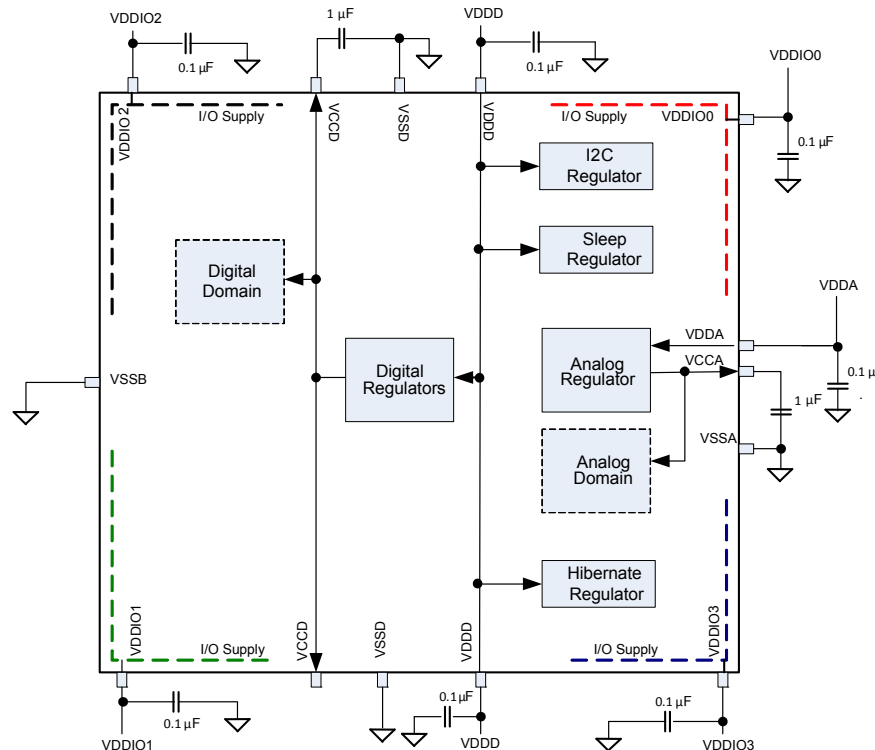 VDDIO2
0.1 µF
1 µF
VDDD
0.1 µF
VDDIO0
0.1 µF
VDDIO2
I/O Supply
VCCD
VSSD
VDDD
I/O Supply
VDDIO0
I2C
Regulator
Sleep
Regulator
Digital
Domain
VDDA
VDDA
Analog
Regulator
VCCA
0.1 µ
.
1 µF
Digital
Regulators
VSSB
VSSA
Analog
Domain
Hibernate
Regulator
VDDIO1
I/O Supply
VCCD
VSSD
VDDD
I/O Supply
VDDIO3
0.1 µF
VDDIO1
0.1 µF
VDDD
0.1 µF
VDDIO3